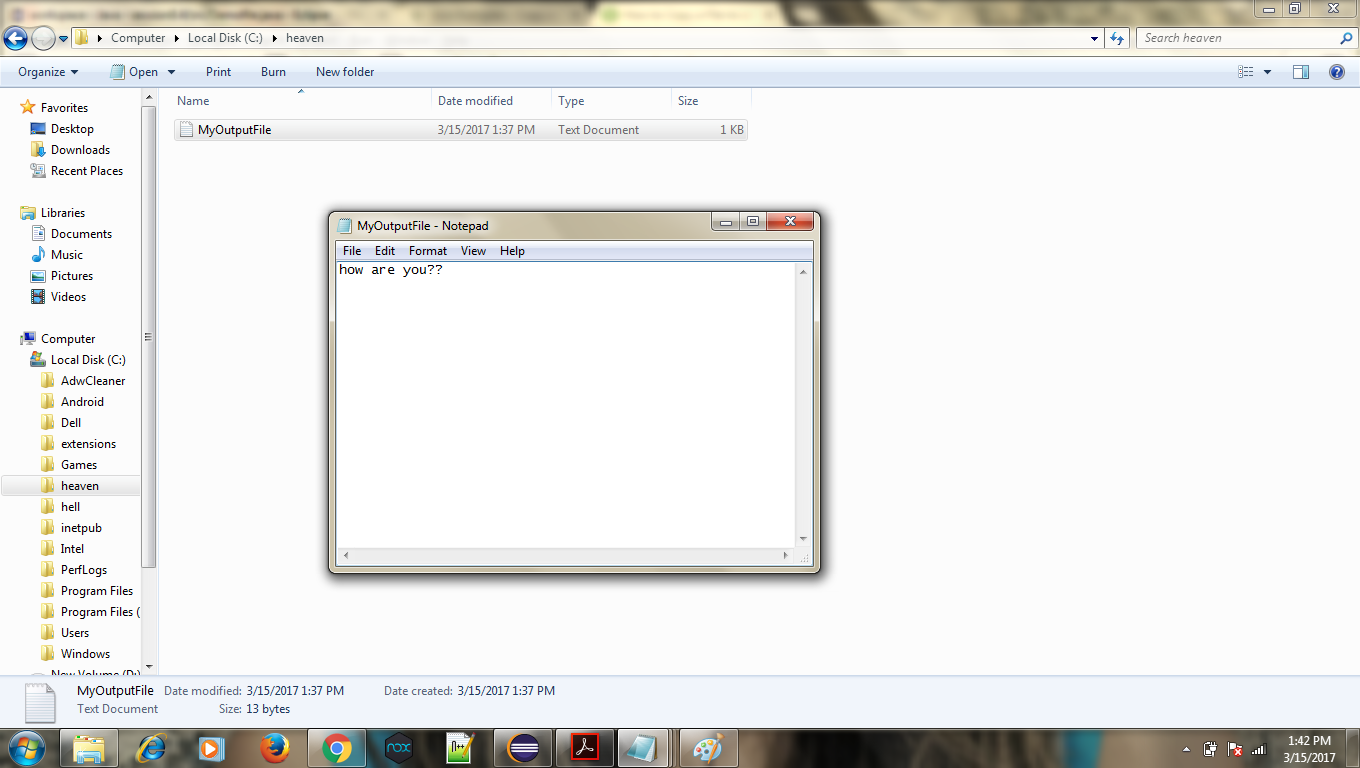 Computer Local Disk (C:) heaven
Search heaven
Organize Open Print Burn New folder
Name Date modified Type Size
MyOutputFile 3/15/2017 1:37 PM Text Document 1 KB
Favorites
Desktop
Downloads
Recent Places
Libraries
Documents
Music
Pictures
Videos
Computer
Local Disk (C:)
AdwCleaner
Android
Dell
extensions
Games
heaven
hell
inetpub
Intel
PerfLogs
Program Files
Program Files (
Users
Windows
New Volume (D:)
MyOutputFile - Notepad
File Edit Format View Help
how are you??
MyOutputFile Date modified: 3/15/2017 1:37 PM Date created: 3/15/2017 1:37 PM
Text Document Size: 13 bytes
nox
1:42 PM
3/15/2017